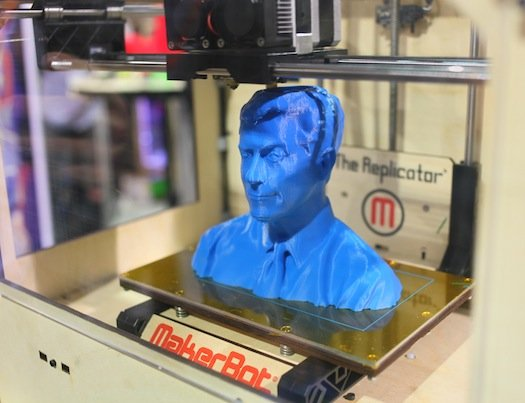 The Replicator
M
MakerBot